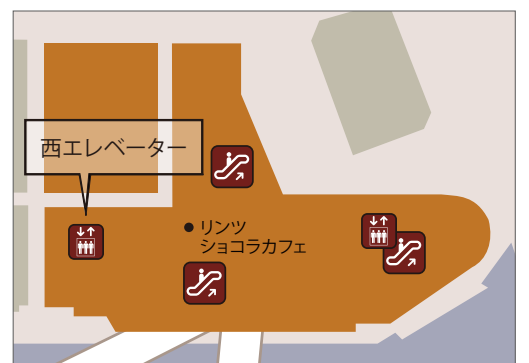 西エレベーター
リンツ
ショコラカフェ